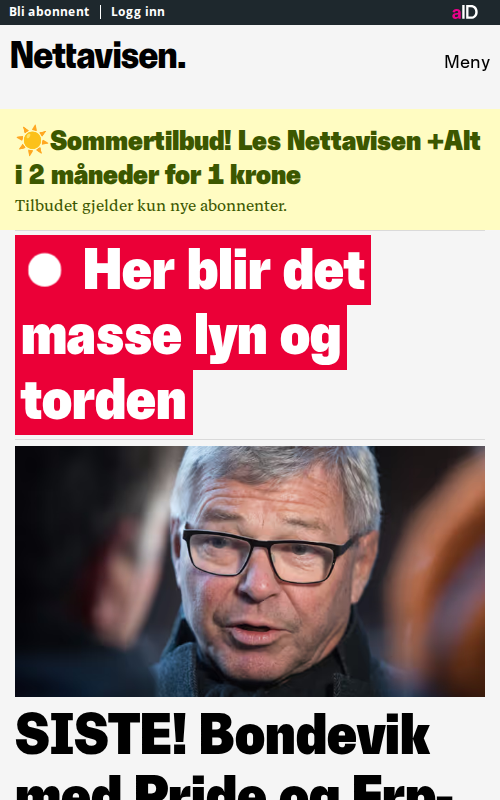 Bli abonnent
Logg inn
aID
Nettavisen.
Meny
Sommertilbud! Les Nettavisen +Alt
i 2 måneder for 1 krone
Tilbudet gjelder kun nye abonnenter.
Her blir det
masse lyn og
torden
SISTE! Bondevik
med Pride og Frp-